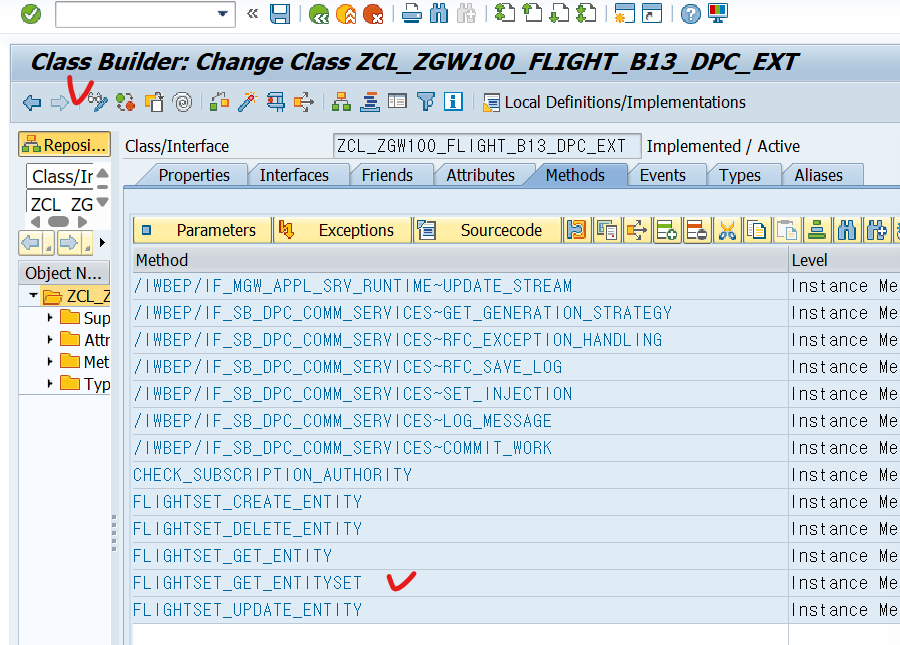 Class Builder: Change Class ZCL_ZGW100_FLIGHT_B13_DPC_EXT
Local Definitions/Implementations
Reposi...
Class/Interface
ZCL_ZGW100_FLIGHT_B13_DPC_EXT
Implemented / Active
Class/Ir
ZCL_ZG
Properties
Interfaces
Friends
Attributes
Methods
Events
Types
Aliases
Parameters
Exceptions
Sourcecode
Object N...
ZCL_Z
Sup
Attr
Met
Typ
Method
Level
/IWBEP/IF_MGW_APPL_SRV_RUNTIME~UPDATE_STREAM
Instance Me
/IWBEP/IF_SB_DPC_COMM_SERVICES~GET_GENERATION_STRATEGY
Instance Me
/IWBEP/IF_SB_DPC_COMM_SERVICES~RFC_EXCEPTION_HANDLING
Instance Me
/IWBEP/IF_SB_DPC_COMM_SERVICES~RFC_SAVE_LOG
Instance Me
/IWBEP/IF_SB_DPC_COMM_SERVICES~SET_INJECTION
Instance Me
/IWBEP/IF_SB_DPC_COMM_SERVICES~LOG_MESSAGE
Instance Me
/IWBEP/IF_SB_DPC_COMM_SERVICES~COMMIT_WORK
Instance Me
CHECK_SUBSCRIPTION_AUTHORITY
Instance Me
FLIGHTSET_CREATE_ENTITY
Instance Me
FLIGHTSET_DELETE_ENTITY
Instance Me
FLIGHTSET_GET_ENTITY
Instance Me
FLIGHTSET_GET_ENTITYSET
Instance Me
FLIGHTSET_UPDATE_ENTITY
Instance Me